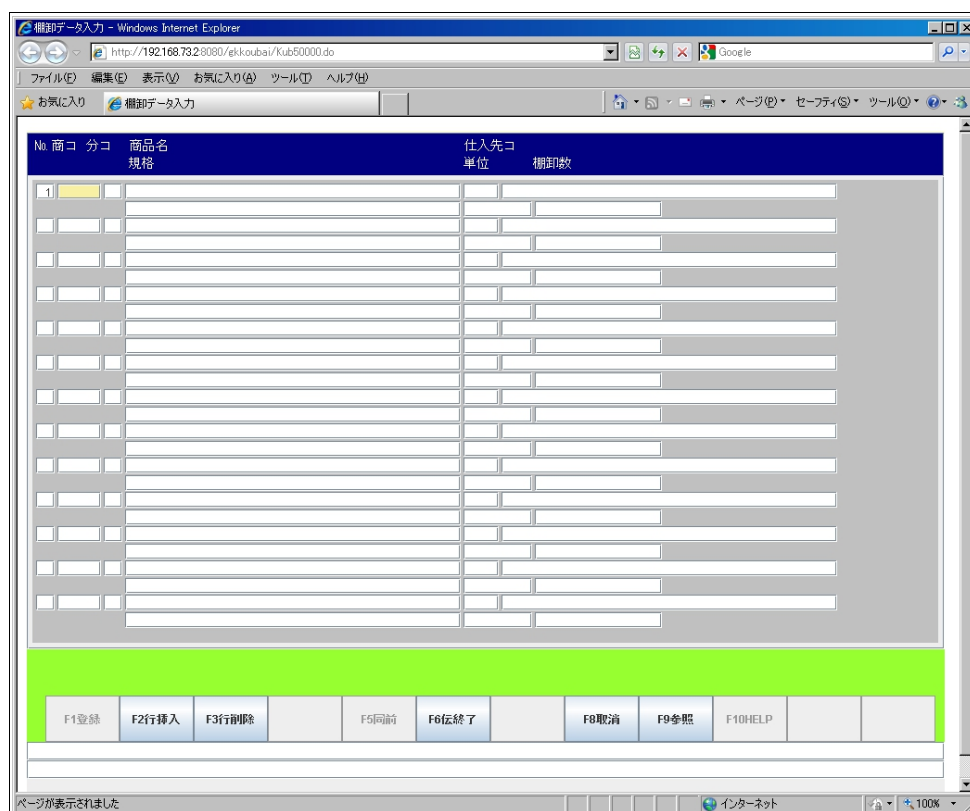 棚卸データ入力 - Windows Internet Explorer
http://192.168.73.2:8080/gkkoubai/Kub50000.do
Google
ファイル(F) 編集(E) 表示(V) お気に入り(A) ツール(T) ヘルプ(H)
お気に入り 棚卸データ入力 ページ(P) セーフティ(S) ツール(O)
No. 商コ 分コ 商品名 仕入先コ
規格 単位 棚卸数
1
F1登録 F2行挿入 F3行削除 F5同前 F6伝終了 F8取消 F9参照 F10HELP
ページが表示されました インターネット 100%